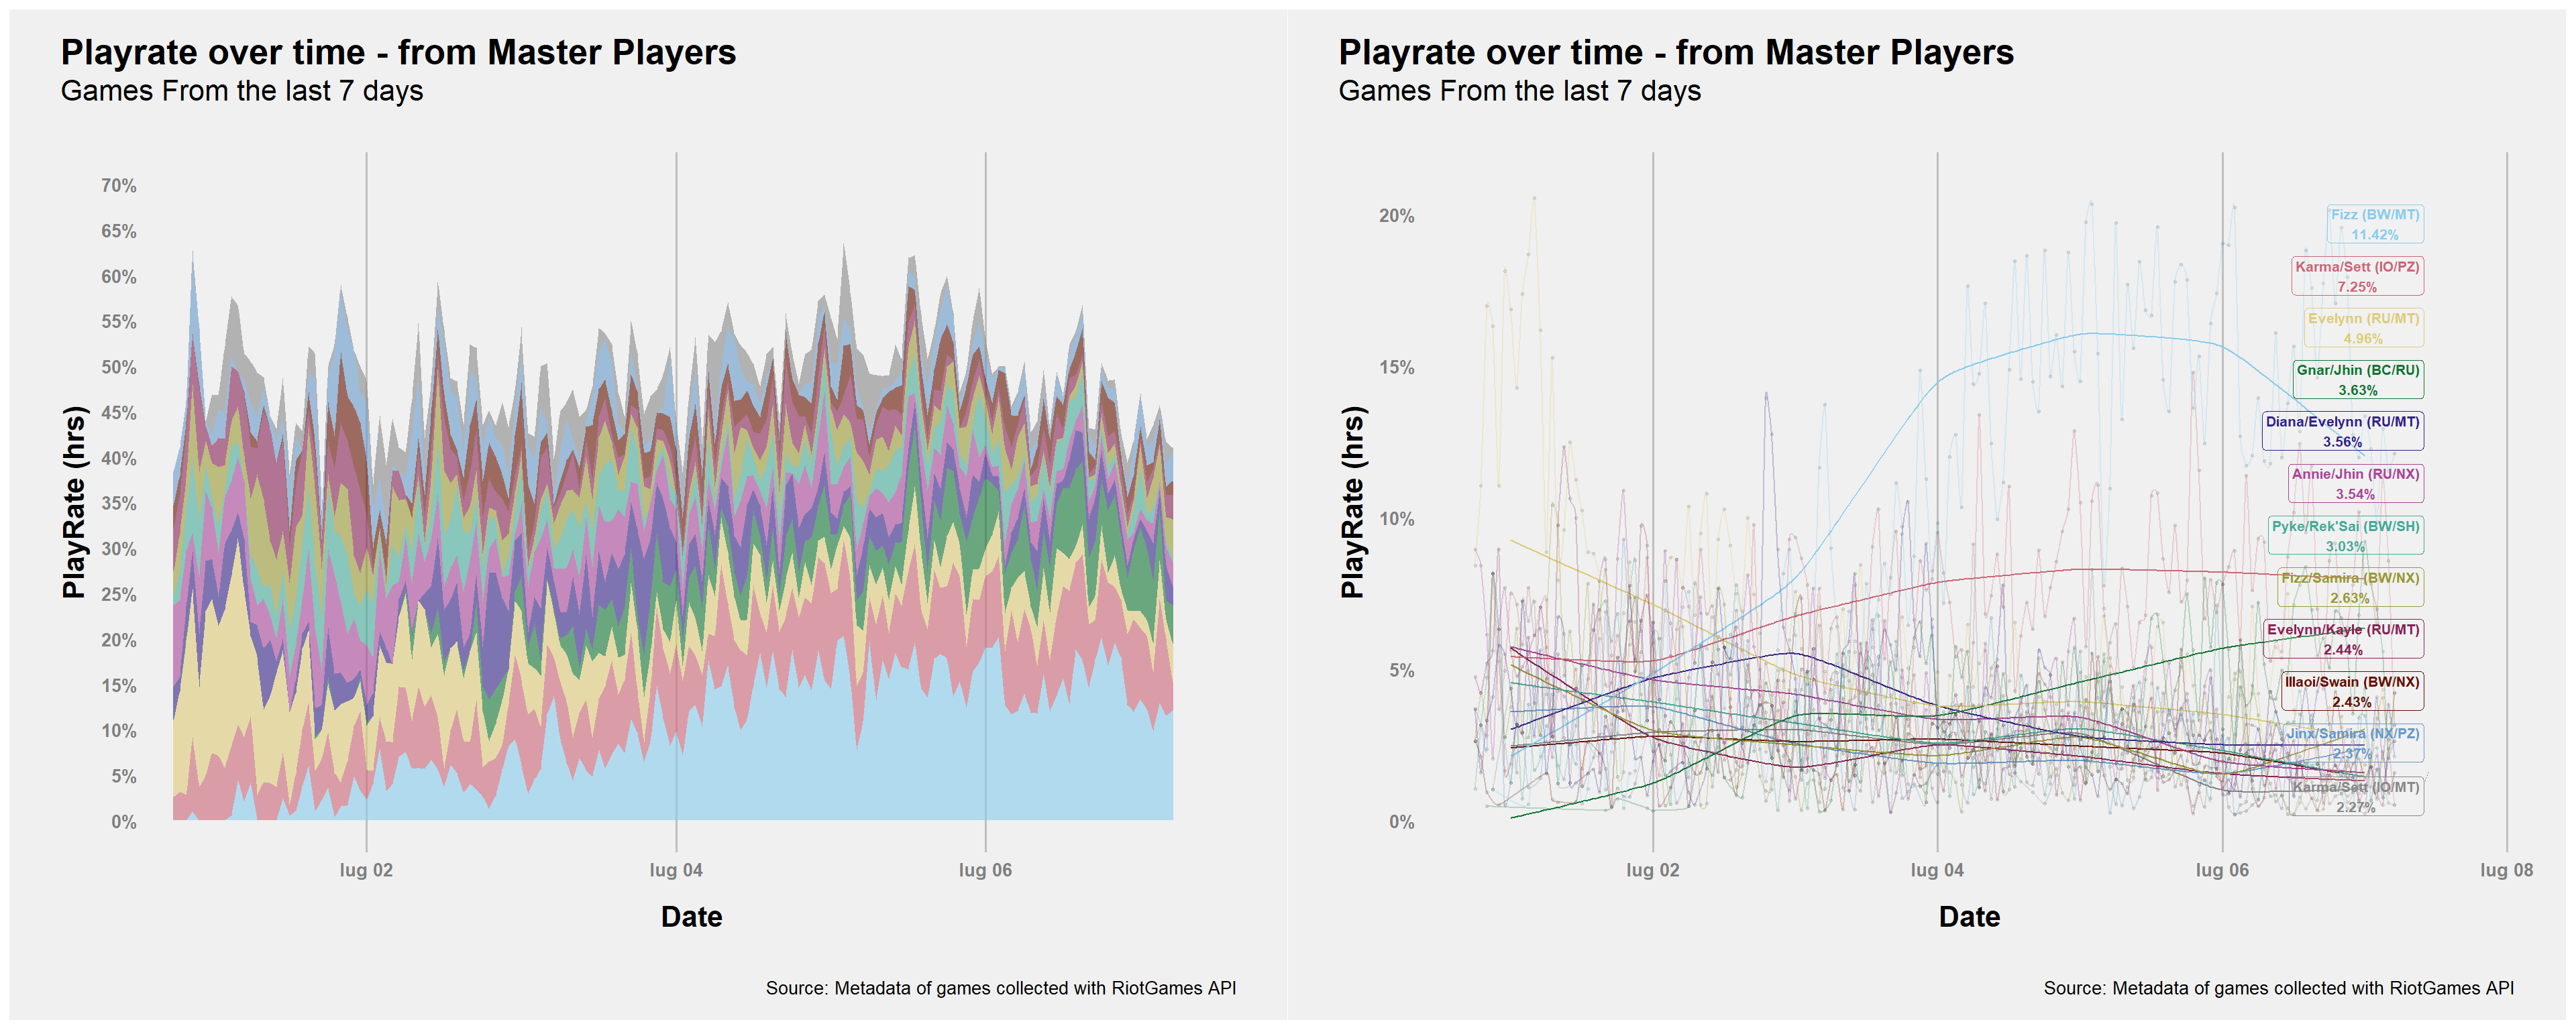 Playrate over time - from Master Players
Games From the last 7 days
70%
65%
60%
55%
50%
45%
40%
35%
30%
25%
20%
15%
10%
5%
0%
PlayRate (hrs)
lug 02
lug 04
lug 06
Date
Source: Metadata of games collected with RiotGames API
Playrate over time - from Master Players
Games From the last 7 days
20%
15%
10%
5%
0%
PlayRate (hrs)
Fizz (BW/MT)
11.42%
Karma/Sett (IO/PZ)
7.25%
Evelynn (RU/MT)
4.96%
Gnar/Jhin (BC/RU)
3.63%
Diana/Evelynn (RU/MT)
3.56%
Annie/Jhin (RU/NX)
3.54%
Pyke/Rek'Sai (BW/SH)
3.03%
Fizz/Samira (BW/NX)
2.63%
Evelynn/Kayle (RU/MT)
2.44%
Illaoi/Swain (BW/NX)
2.43%
Jinx/Samira (NX/PZ)
2.37%
Karma/Sett (IO/MT)
2.27%
lug 02
lug 04
lug 06
lug 08
Date
Source: Metadata of games collected with RiotGames API